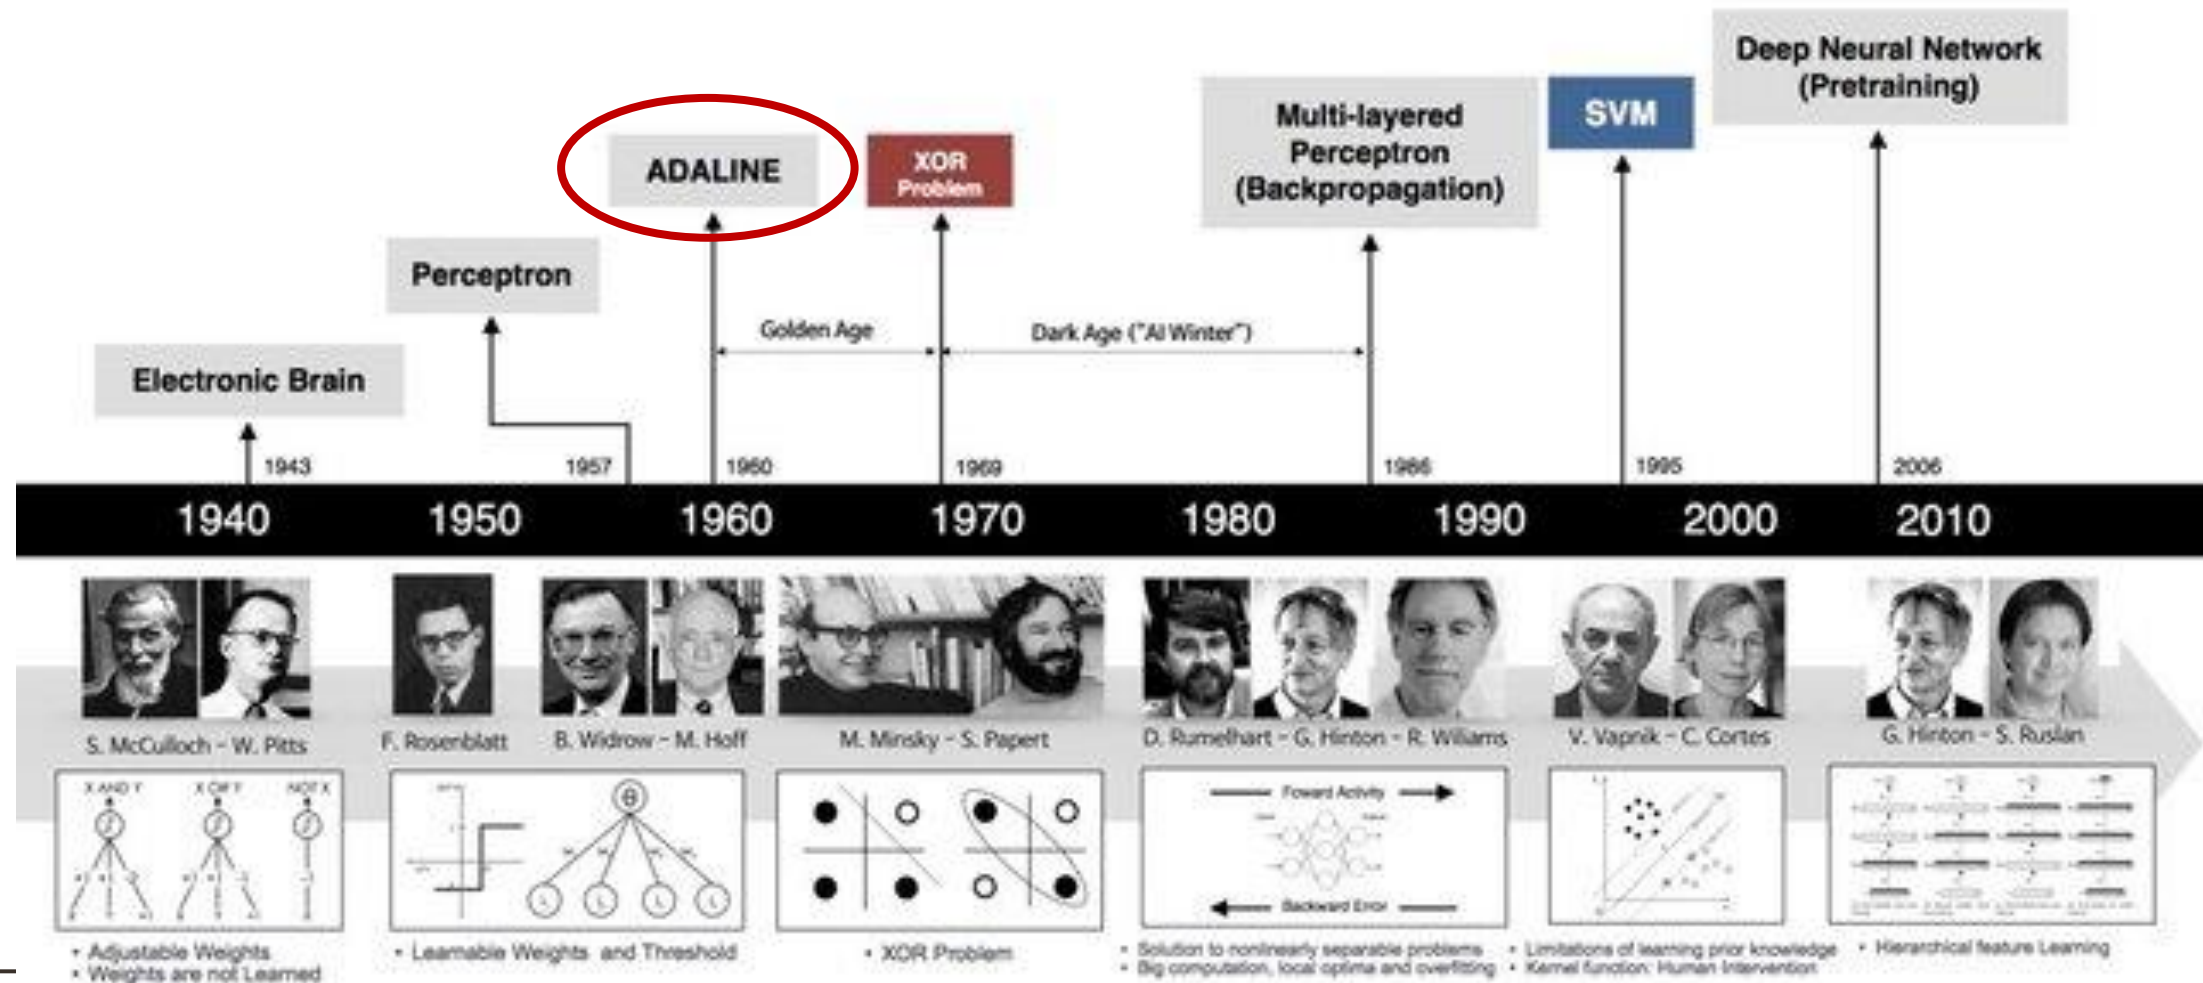 Deep Neural Network
(Pretraining)
Multi-layered
Perceptron
(Backpropagation)
SVM
ADALINE
XOR
Problem
Perceptron
Golden Age
Dark Age ("AI Winter")
Electronic Brain
1943
1957
1960
1969
1986
1995
2006
1940
1950
1960
1970
1980
1990
2000
2010
S. McCulloch – W. Pitts
F. Rosenblatt
B. Widrow – M. Hoff
M. Minsky – S. Papert
D. Rumelhart – G. Hinton – R. Wiliams
V. Vapnik – C. Cortes
G. Hinton – S. Ruslan
X AND Y
X OR Y
NOT X
Foward Activity
Backward Error
• Adjustable Weights
• Weights are not Learned
• Learnable Weights and Threshold
• XOR Problem
• Solution to nonlinearly separable problems
• Big computation, local optima and overfitting
• Limitations of learning prior knowledge
• Kernel function: Human Intervention
• Hierarchical feature Learning